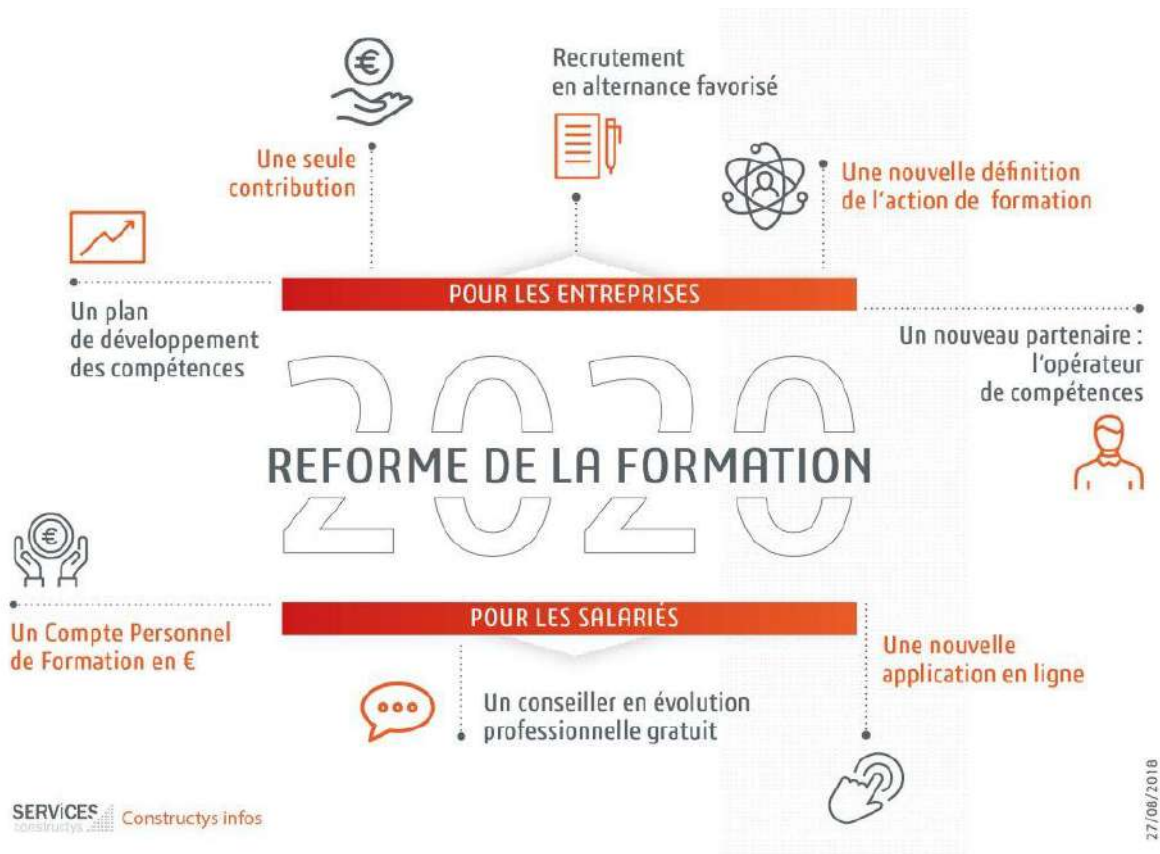 Recrutement
en alternance favorisé
Une seule
contribution
Une nouvelle définition
de l'action de formation
POUR LES ENTREPRISES
Un plan
de développement
des compétences
Un nouveau partenaire :
l'opérateur
de compétences
2020
REFORME DE LA FORMATION
POUR LES SALARIÉS
Un Compte Personnel
de Formation en €
Une nouvelle
application en ligne
Un conseiller en évolution
professionnelle gratuit
SERVICES
constructys
Constructys infos
27/08/2018